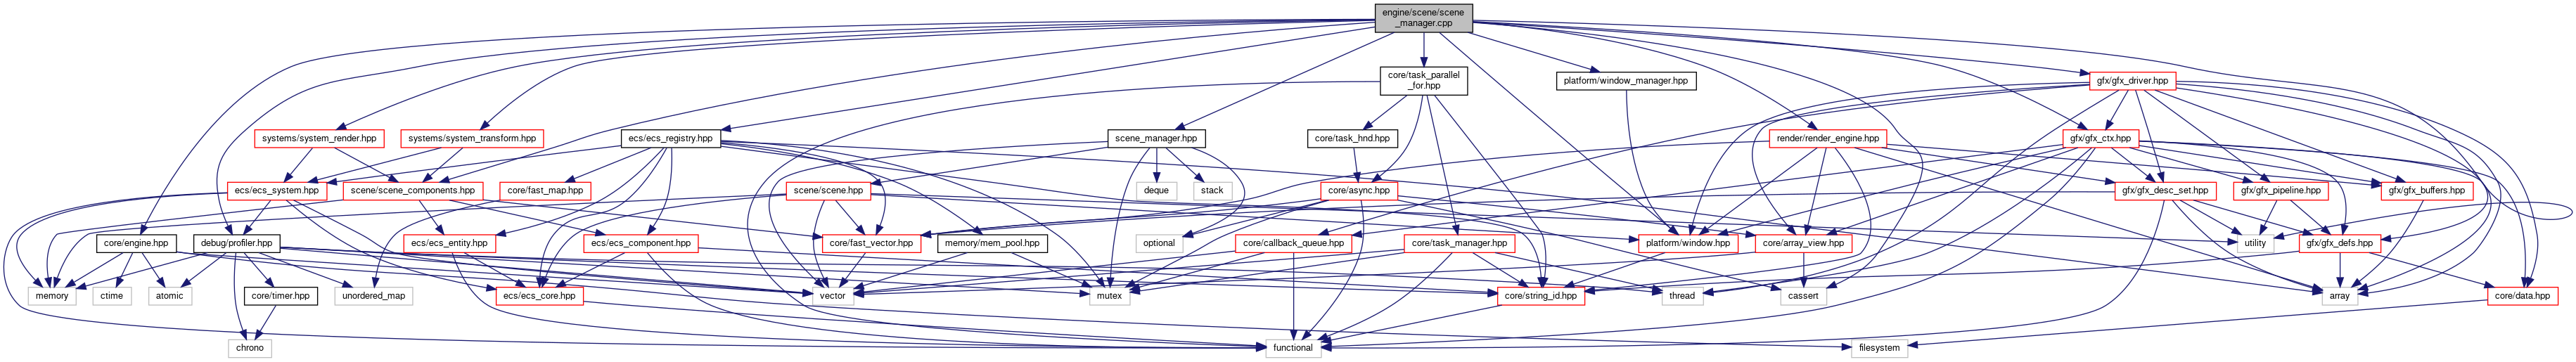 engine/scene/scene
_manager.cpp
core/task_parallel
_for.hpp
platform/window_manager.hpp
gfx/gfx_driver.hpp
systems/system_render.hpp
systems/system_transform.hpp
ecs/ecs_registry.hpp
scene_manager.hpp
core/task_hnd.hpp
render/render_engine.hpp
gfx/gfx_ctx.hpp
ecs/ecs_system.hpp
scene/scene_components.hpp
core/fast_map.hpp
scene/scene.hpp
deque
stack
core/async.hpp
gfx/gfx_desc_set.hpp
gfx/gfx_pipeline.hpp
gfx/gfx_buffers.hpp
core/engine.hpp
debug/profiler.hpp
ecs/ecs_entity.hpp
ecs/ecs_component.hpp
core/fast_vector.hpp
memory/mem_pool.hpp
optional
core/callback_queue.hpp
core/task_manager.hpp
platform/window.hpp
core/array_view.hpp
utility
gfx/gfx_defs.hpp
memory
ctime
atomic
core/timer.hpp
unordered_map
ecs/ecs_core.hpp
vector
mutex
core/string_id.hpp
thread
cassert
array
core/data.hpp
chrono
functional
filesystem